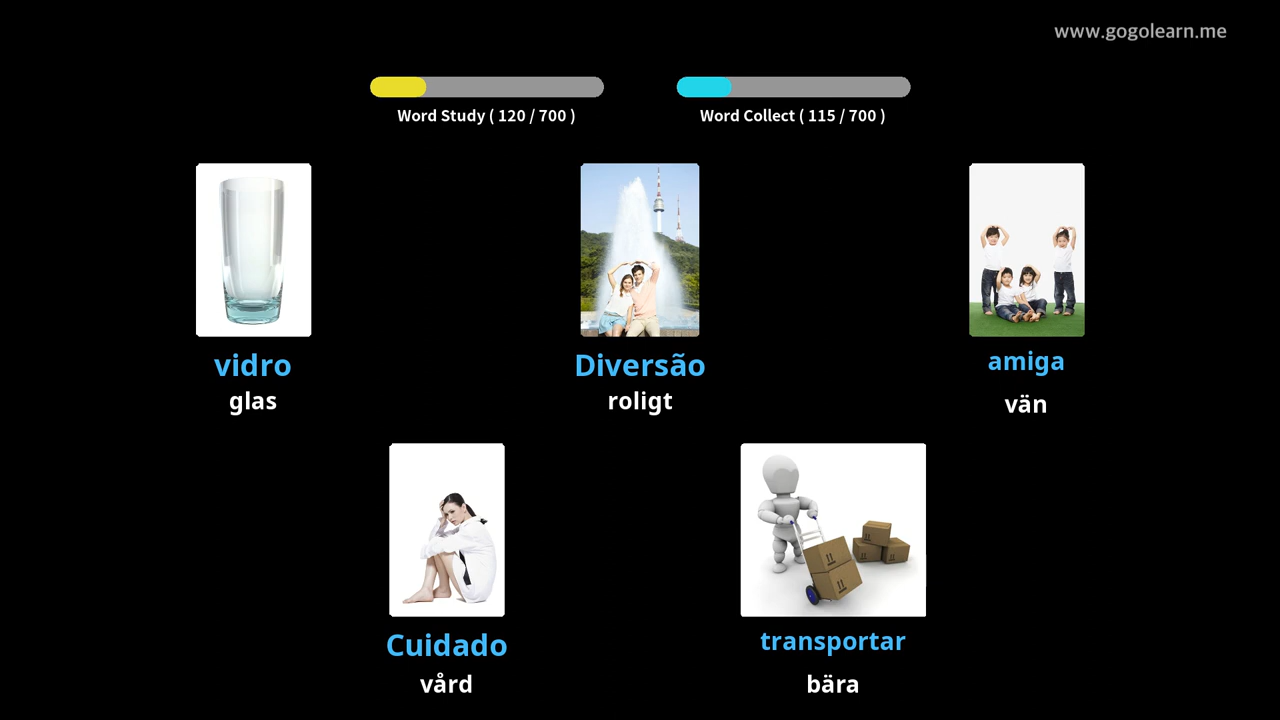 www.gogolearn.me
Word Study ( 120 / 700 )
Word Collect ( 115 / 700 )
vidro
glas
Diversão
roligt
amiga
vän
Cuidado
vård
transportar
bära